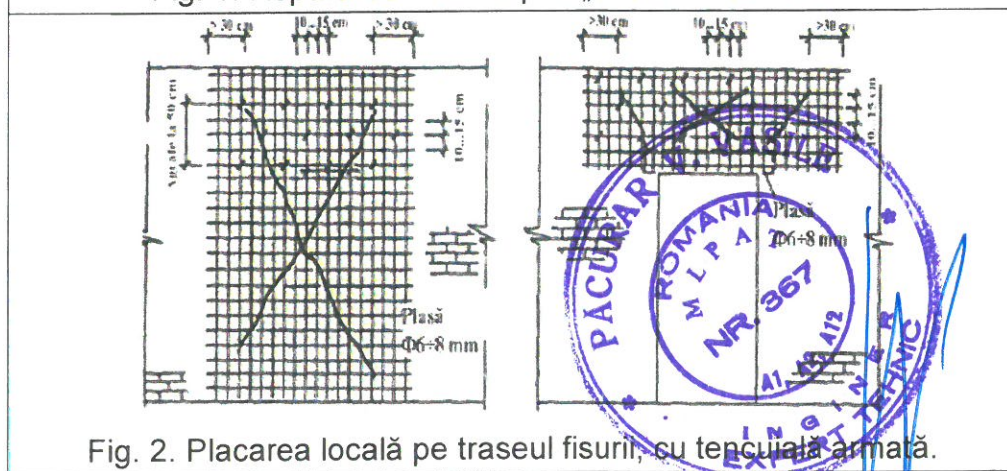 >30 cm 10...15 cm >30 cm
>30 cm 10...15 cm >30 cm
10...15 cm
10...15 cm
Plasă
Φ6÷8 mm
Plasă
Φ6÷8 mm
PĂCURAR V. VASILE
ROMANIA
M L P A T
NR. 367
A1, A2, A12
INGINER
EXPERT TEHNIC
Fig. 2. Placarea locală pe traseul fisurii, cu tencuială armată.